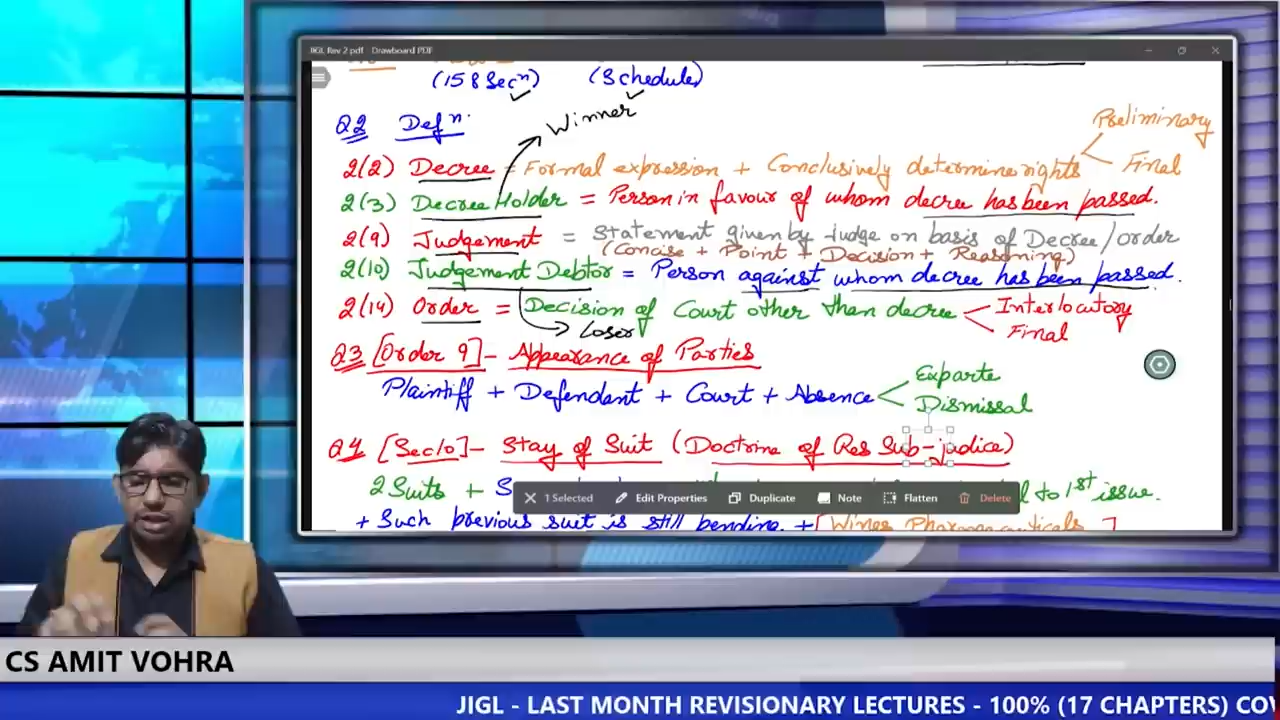 JIGL Rev 2.pdf - Drawboard PDF
(158 Secⁿ) (Schedule)
Q2 Defⁿ.
Winner
Preliminary
2(2) Decree = Formal expression + Conclusively determine rights
Final
2(3) Decree Holder = Person in favour of whom decree has been passed.
2(9) Judgement = Statement given by judge on basis of Decree/order
(Concise + Point + Decision + Reasoning)
2(10) Judgement Debtor = Person against whom decree has been passed.
2(14) Order = Decision of Court other than decree
Interlocutory
Final
Loser
Q3 [Order 9] - Appearance of Parties
Plaintiff + Defendant + Court + Absence
Exparte
Dismissal
Q4 [Sec10] - Stay of Suit (Doctrine of Res Sub-judice)
2 Suits + to 1st issue.
1 Selected Edit Properties Duplicate Note Flatten Delete
+ Such previous suit is still pending. + [Wings Pharmaceuticals ]
CS AMIT VOHRA
JIGL - LAST MONTH REVISIONARY LECTURES - 100% (17 CHAPTERS) COV